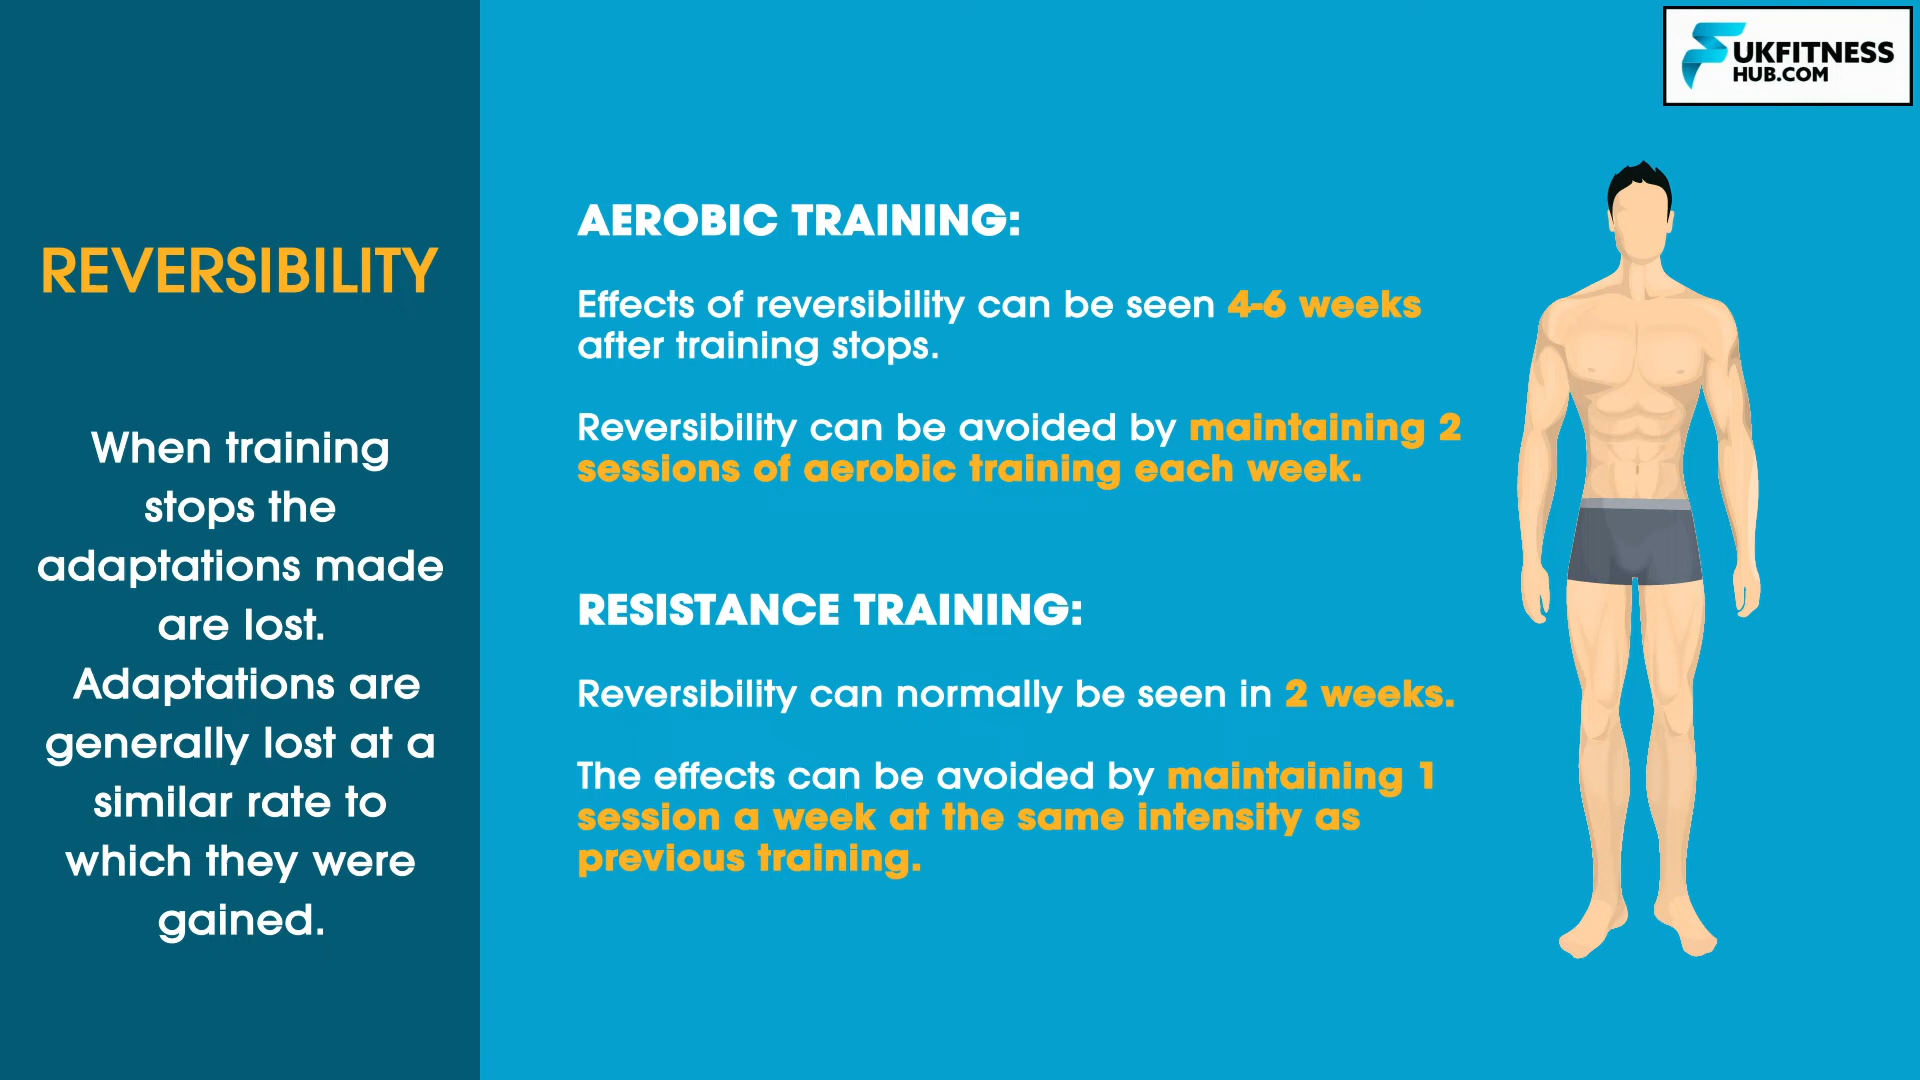 UKFITNESS
HUB.COM
REVERSIBILITY
When training
stops the
adaptations made
are lost.
Adaptations are
generally lost at a
similar rate to
which they were
gained.
AEROBIC TRAINING:
Effects of reversibility can be seen 4-6 weeks
after training stops.
Reversibility can be avoided by maintaining 2
sessions of aerobic training each week.
RESISTANCE TRAINING:
Reversibility can normally be seen in 2 weeks.
The effects can be avoided by maintaining 1
session a week at the same intensity as
previous training.